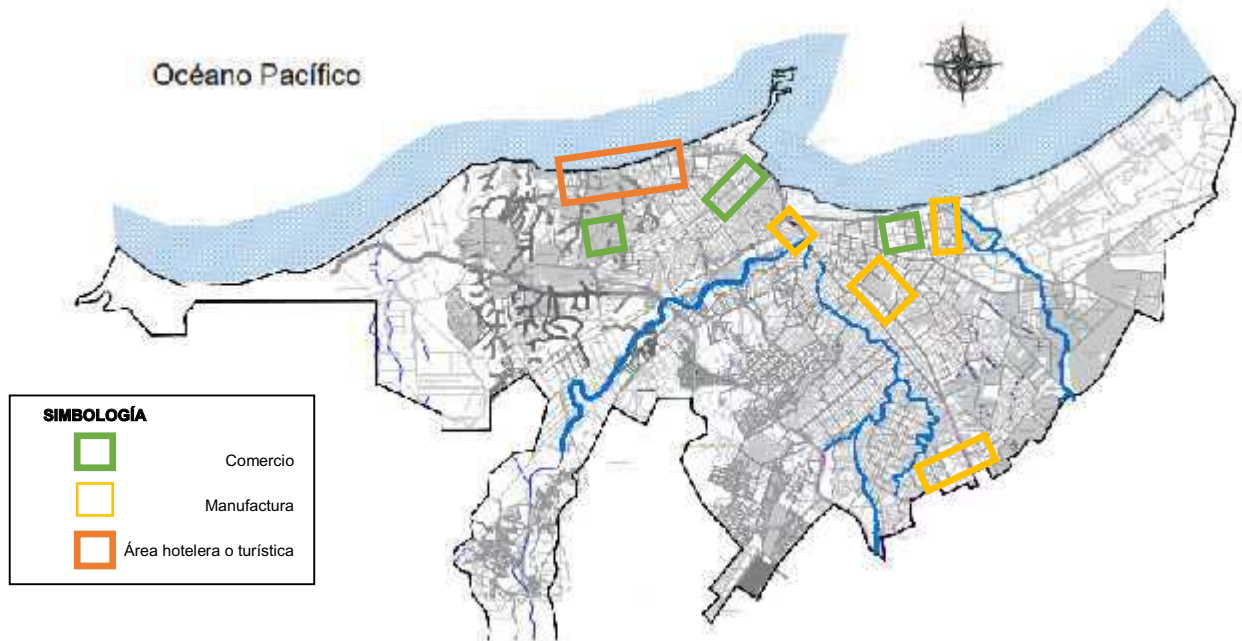 Océano Pacífico
SIMBOLOGÍA
Comercio
Manufactura
Área hotelera o turística